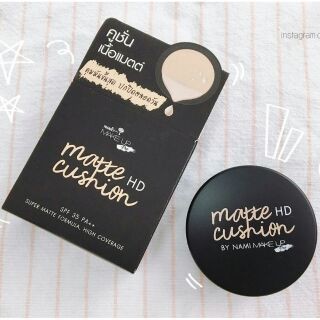 instagram
คูชั่น
เนื้อแมตต์
MAKE UP
matte HD
cushion
SPF 35 PA++
SUPER MATTE FORMULA, HIGH COVERAGE
matte HD
cushion
BY NAMI MAKE UP